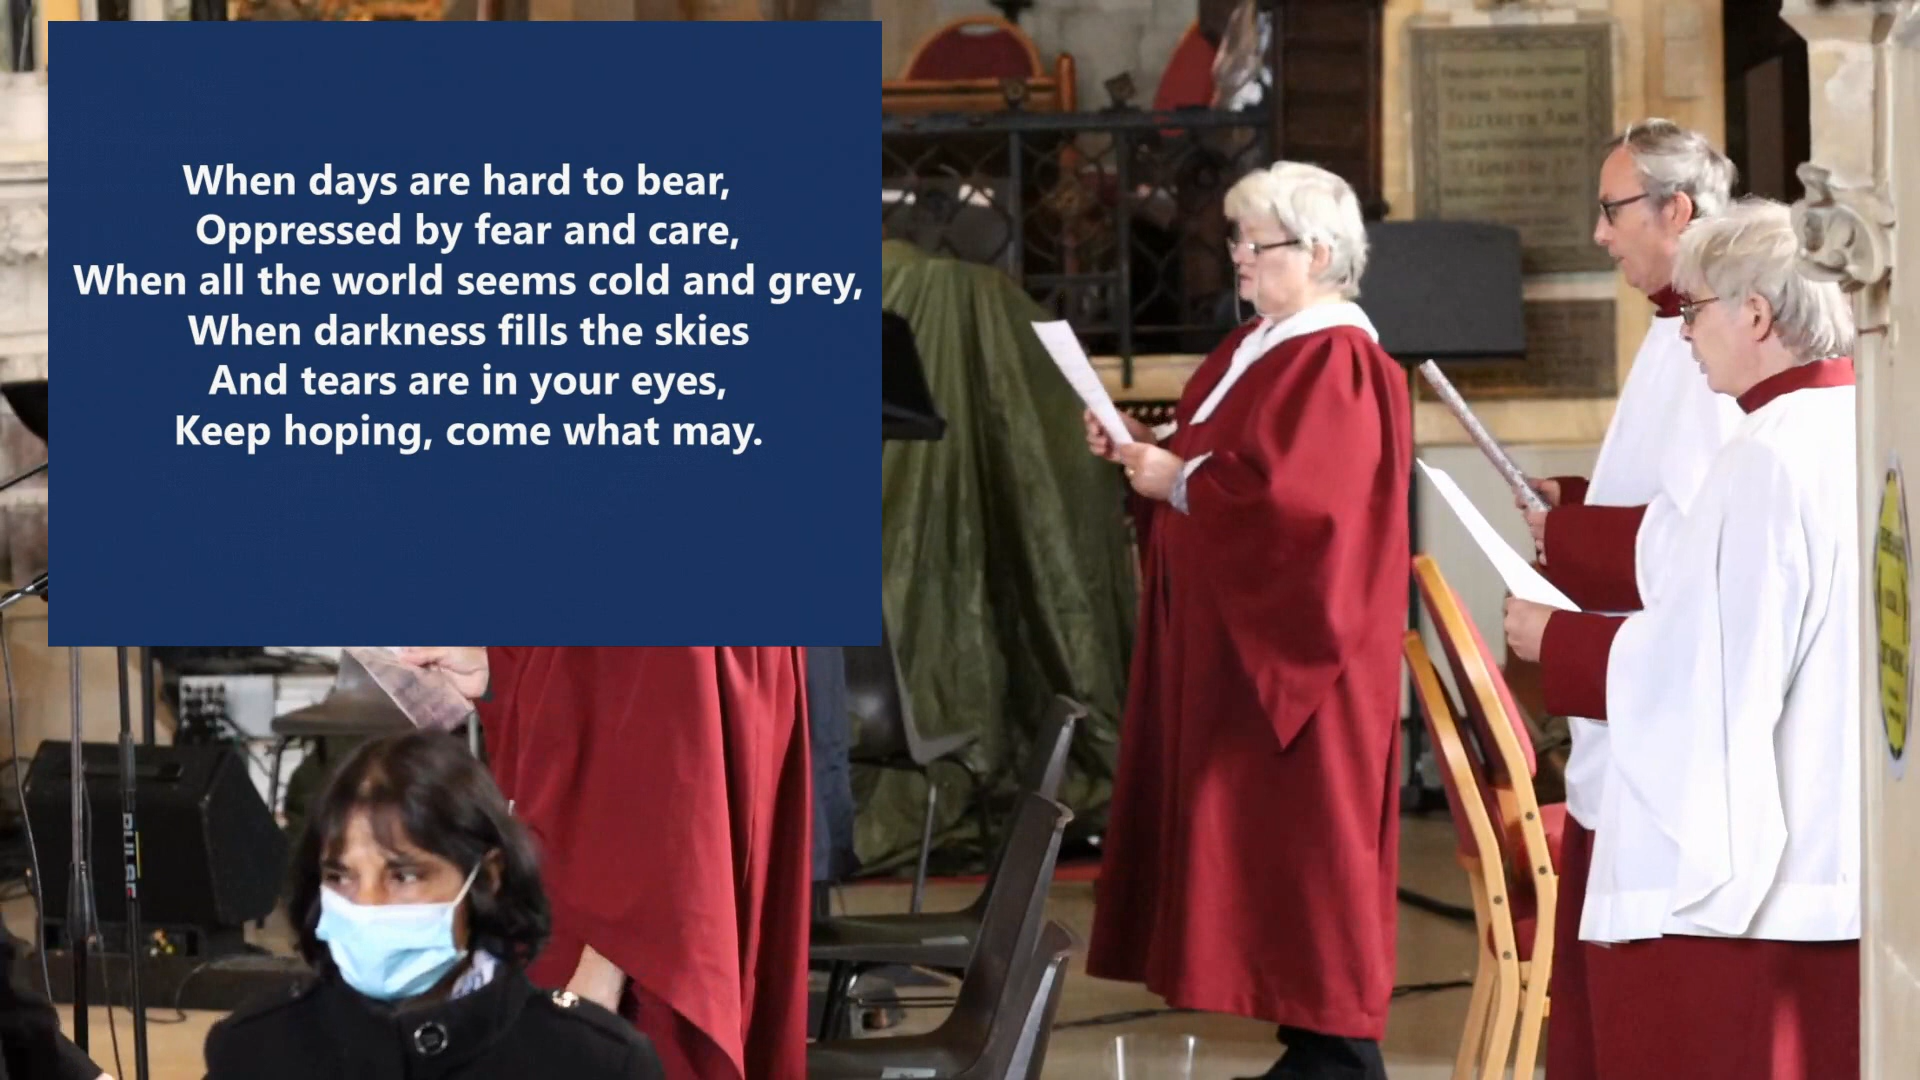 When days are hard to bear,
Oppressed by fear and care,
When all the world seems cold and grey,
When darkness fills the skies
And tears are in your eyes,
Keep hoping, come what may.
PULSE